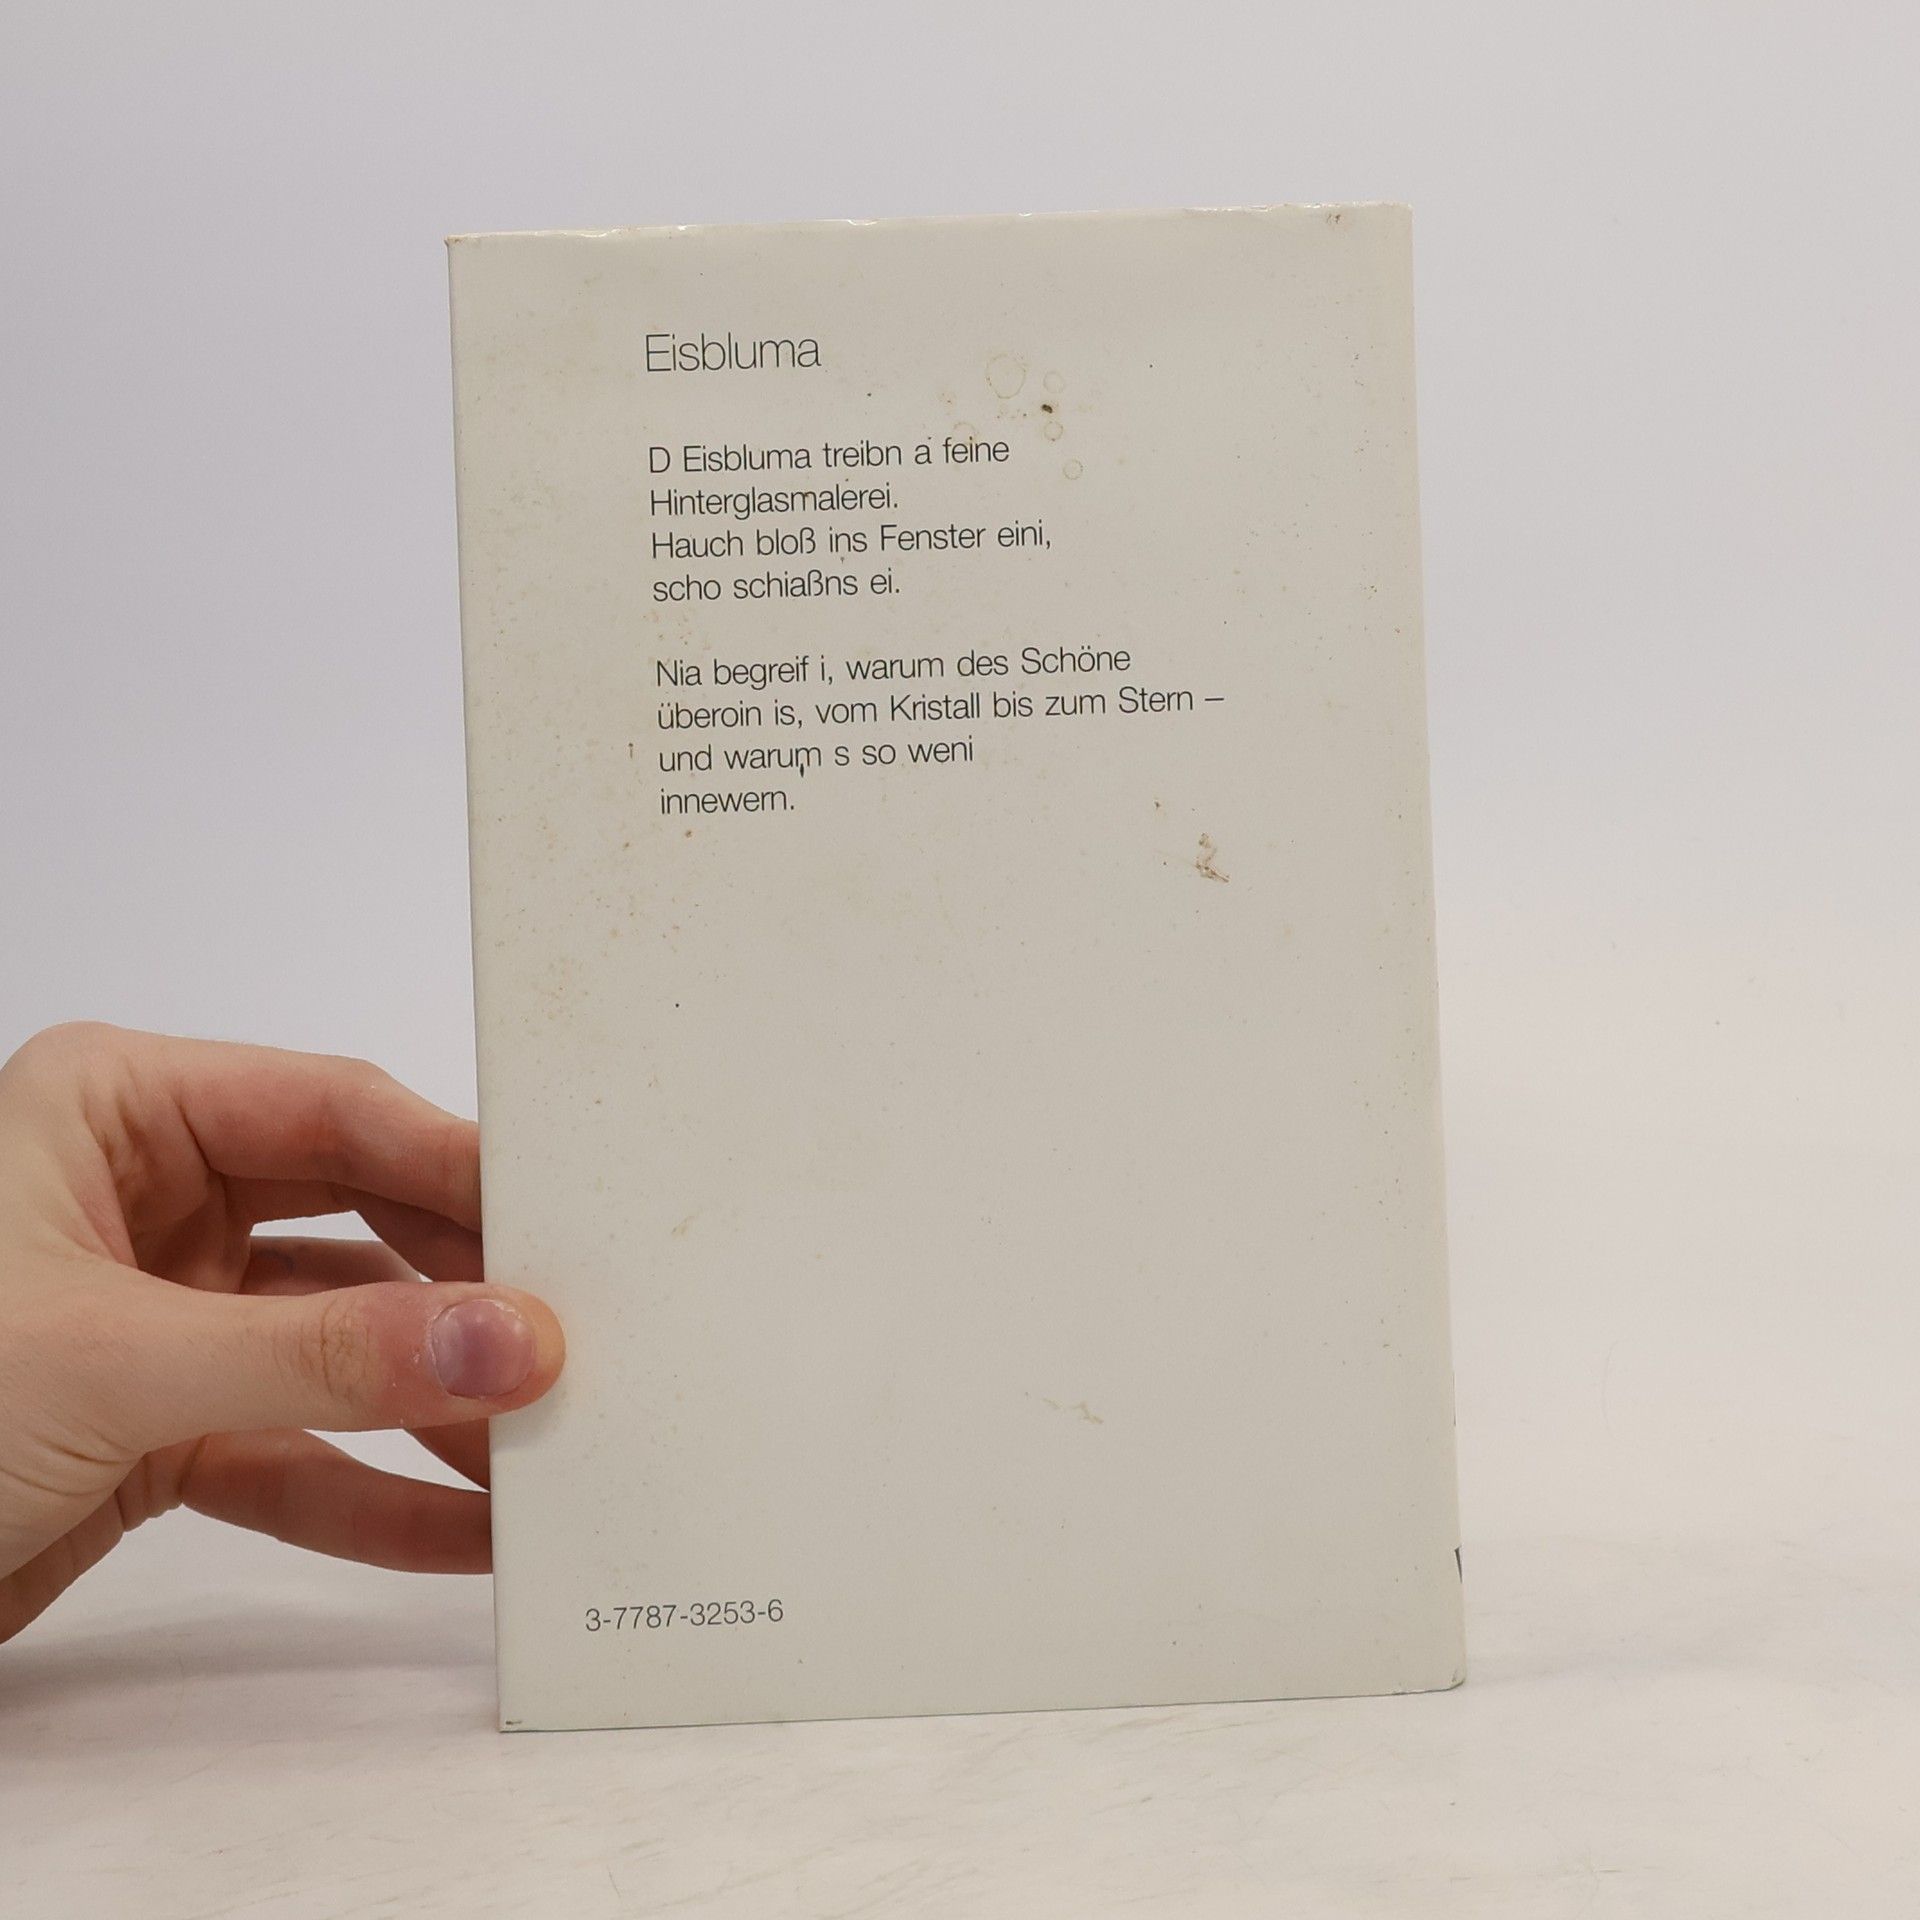 Eisbluma
D Eisbluma treibn a feine
Hinterglasmalerei.
Hauch bloß ins Fenster eini,
scho schiaßns ei.
Nia begreif i, warum des Schöne
überoin is, vom Kristall bis zum Stern –
und warum s so weni
innewern.
3-7787-3253-6